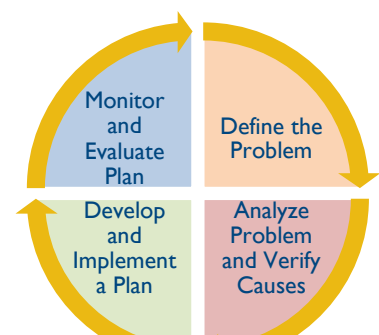 Monitor
and
Evaluate
Plan
Define the
Problem
Develop
and
Implement
a Plan
Analyze
Problem
and Verify
Causes